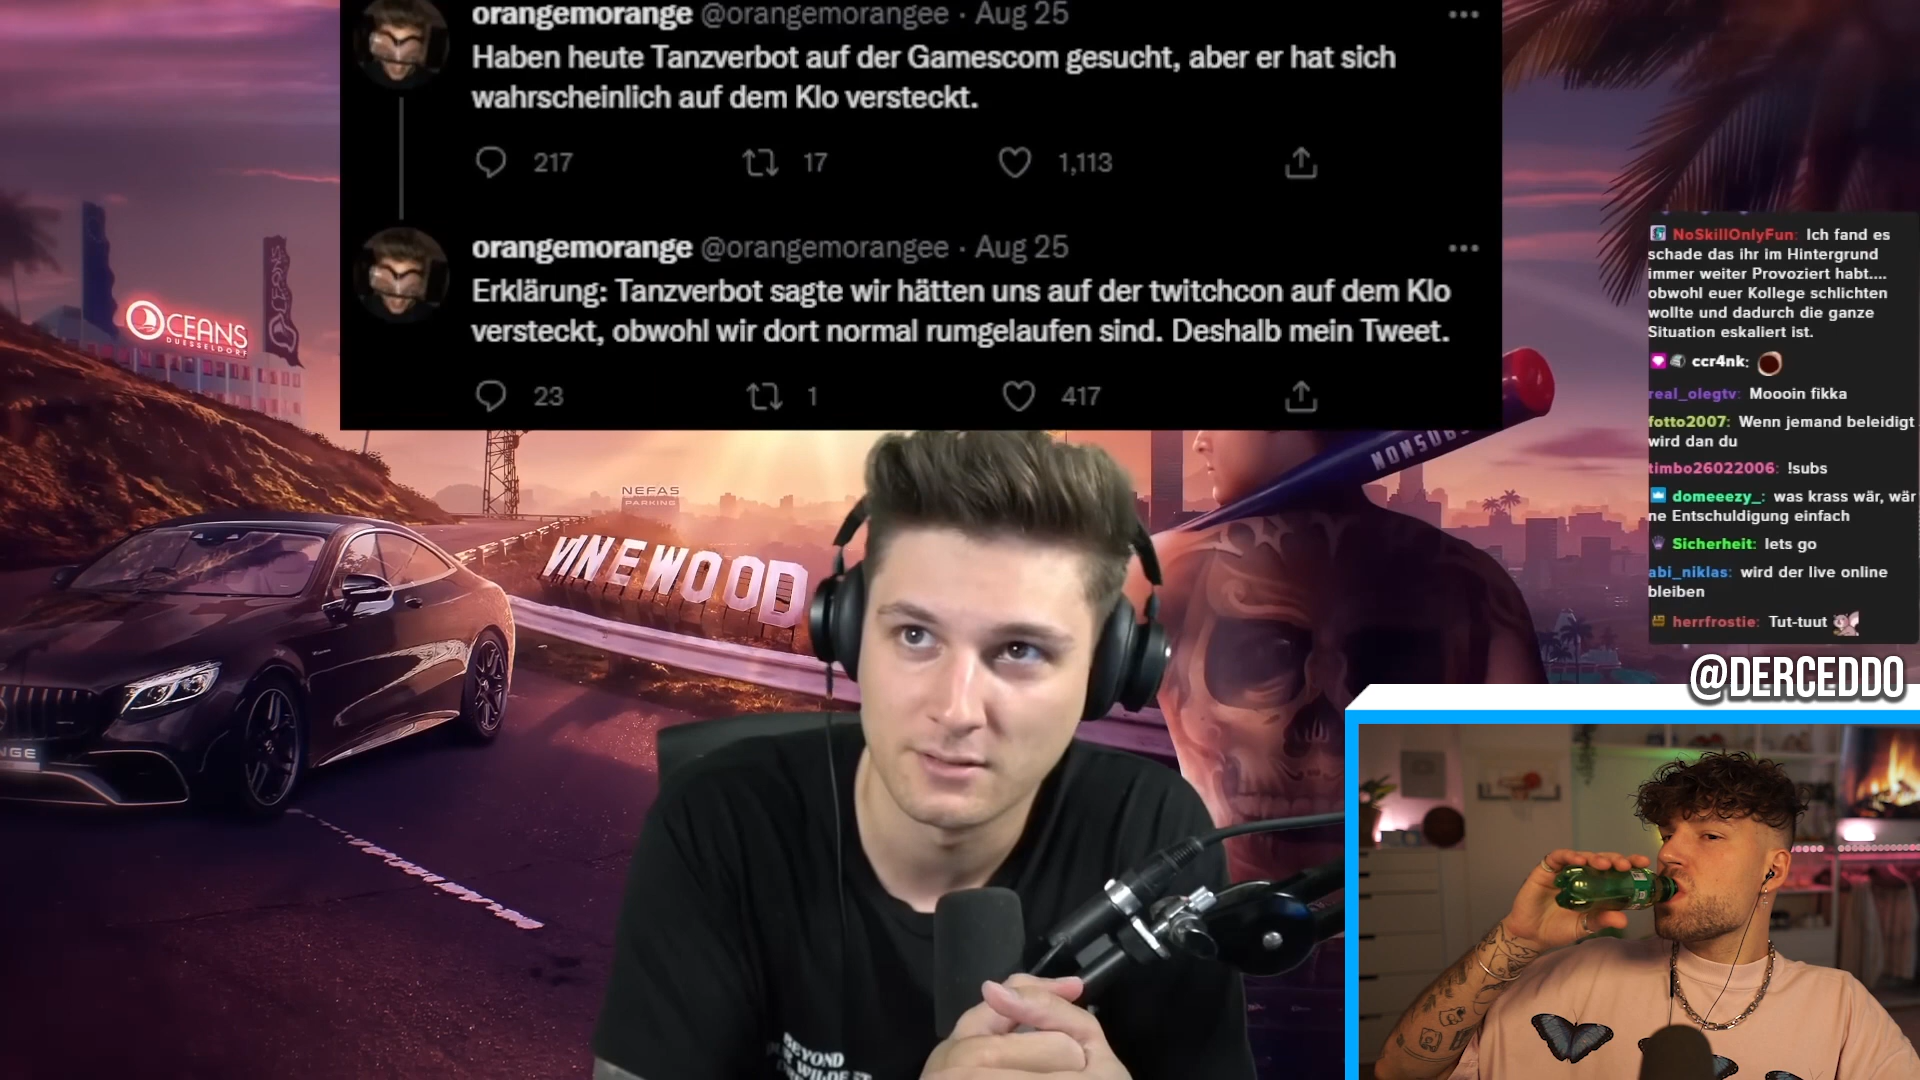 orangemorange @orangemorangee · Aug 25
Haben heute Tanzverbot auf der Gamescom gesucht, aber er hat sich
wahrscheinlich auf dem Klo versteckt.
217 17 1,113
orangemorange @orangemorangee · Aug 25
Erklärung: Tanzverbot sagte wir hätten uns auf der twitchcon auf dem Klo
versteckt, obwohl wir dort normal rumgelaufen sind. Deshalb mein Tweet.
23 1 417
OCEANS
DUESSELDORF
NEFAS
PARKING
VINEWOOD
NONSUBS
NGE
BEYOND
WILDE
NoSkillOnlyFun: Ich fand es
schade das ihr im Hintergrund
immer weiter Provoziert habt....
obwohl euer Kollege schlichten
wollte und dadurch die ganze
Situation eskaliert ist.
ccr4nk:
real_olegtv: Moooin fikka
fotto2007: Wenn jemand beleidigt
wird dan du
timbo26022006: !subs
domeeezy_: was krass wär, wär
ne Entschuldigung einfach
Sicherheit: lets go
abi_niklas: wird der live online
bleiben
herrfrostie: Tut-tuut
@DERCEDDO